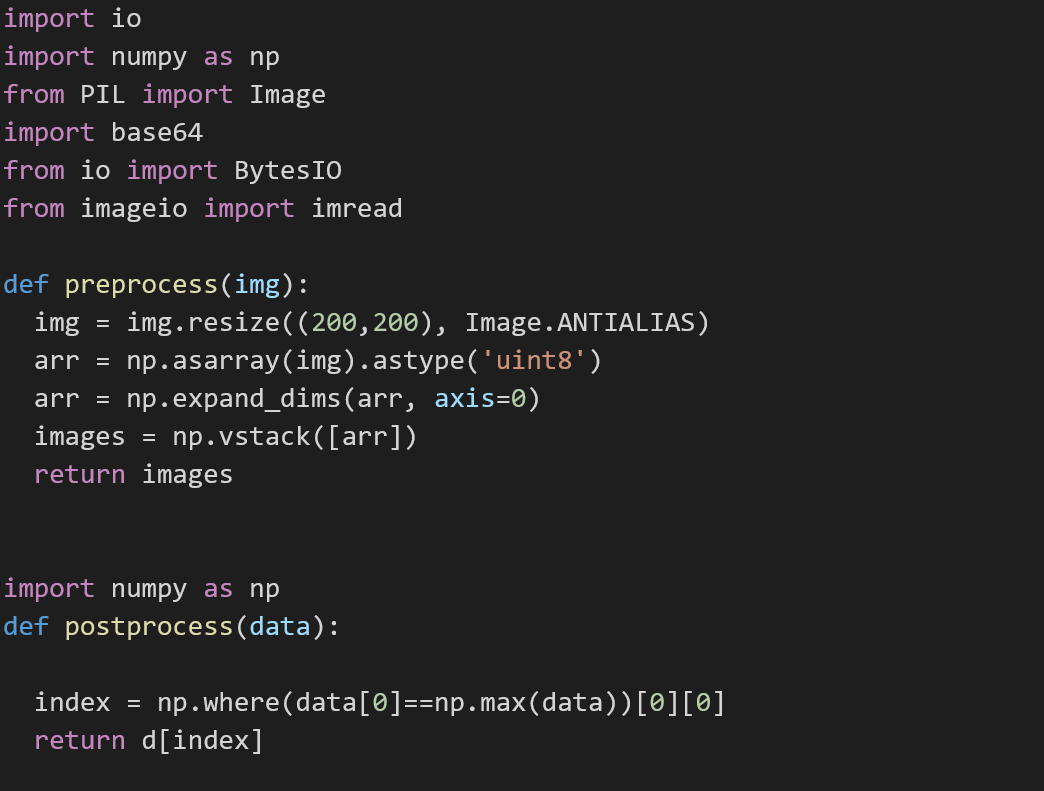 import io
import numpy as np
from PIL import Image
import base64
from io import BytesIO
from imageio import imread
def preprocess(img):
  img = img.resize((200,200), Image.ANTIALIAS)
  arr = np.asarray(img).astype('uint8')
  arr = np.expand_dims(arr, axis=0)
  images = np.vstack([arr])
  return images
import numpy as np
def postprocess(data):
  index = np.where(data[0]==np.max(data))[0][0]
  return d[index]